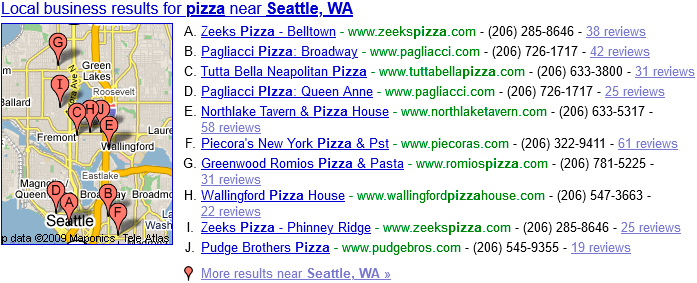 Local business results for pizza near Seattle, WA
A. Zeeks Pizza - Belltown - www.zeekspizza.com - (206) 285-8646 - 38 reviews
B. Pagliacci Pizza: Broadway - www.pagliacci.com - (206) 726-1717 - 42 reviews
C. Tutta Bella Neapolitan Pizza - www.tuttabellapizza.com - (206) 633-3800 - 31 reviews
D. Pagliacci PIzza: Queen Anne - www.pagliacci.com - (206) 726-1717 - 25 reviews
E. Northlake Tavern & Pizza House - www.northlaketavern.com - (206) 633-5317 -
58 reviews
F. Piecora's New York Pizza & Pst - www.piecoras.com - (206) 322-9411 - 61 reviews
G. Greenwood Romios Pizza & Pasta - www.romiospizza.com - (206) 781-5225 -
31 reviews
H. Wallingford Pizza House - www.wallingfordpizzahouse.com - (206) 547-3663 -
22 reviews
I. Zeeks Pizza - Phinney Ridge - www.zeekspizza.com - (206) 285-8646 - 25 reviews
J. Pudge Brothers Pizza - www.pudgebros.com - (206) 545-9355 - 19 reviews
More results near Seattle, WA »
G
Green
Lakes
I
Roosevelt
Ballard
C H J
E
Fremont
Wallingford
Laure
Eastlake
Magno
Queen
D
B
Broadmo
A
F
Seattle
Wash
p data ©2009 Maponics, Tele Atlas